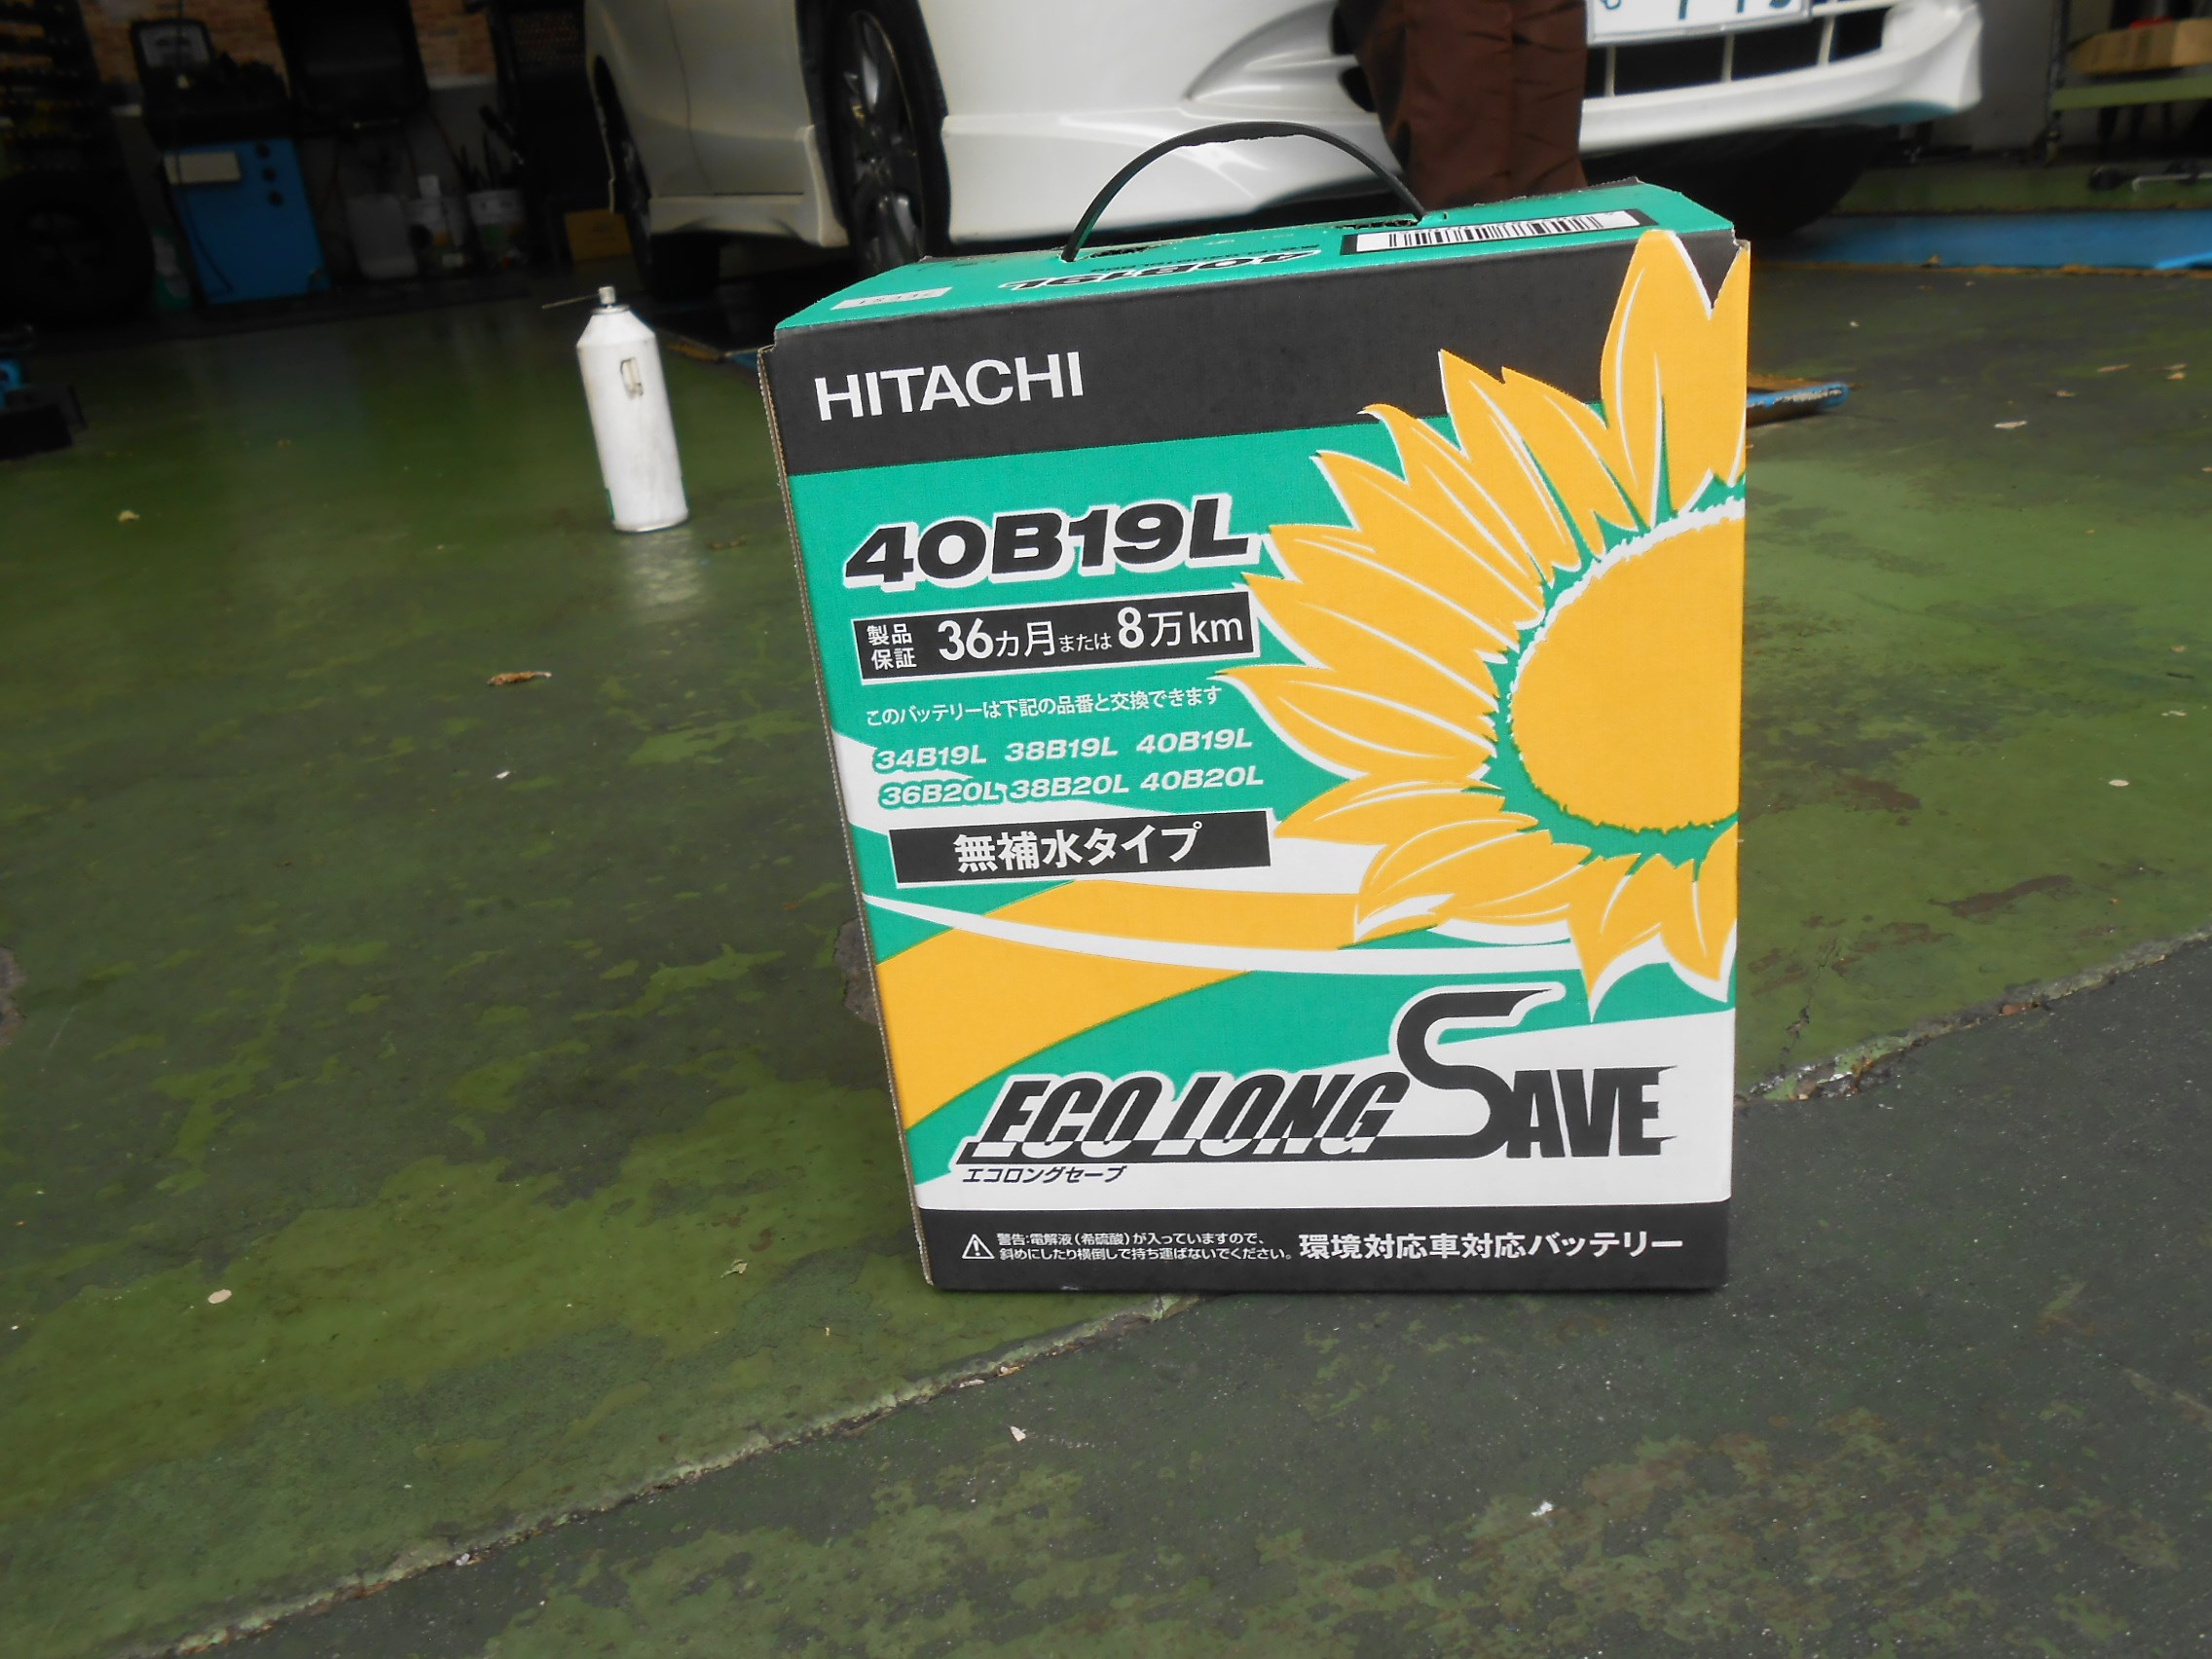 40B19L
HITACHI
40B19L
製品保証 36カ月または8万km
このバッテリーは下記の品番と交換できます
34B19L 38B19L 40B19L
36B20L 38B20L 40B20L
無補水タイプ
ECO LONG SAVE
エコロングセーブ
警告:電解液(希硫酸)が入っていますので、
斜めにしたり横倒しで持ち運ばないでください。
環境対応車対応バッテリー